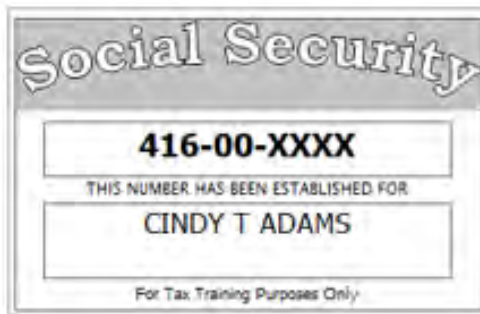 Social Security
416-00-XXXX
THIS NUMBER HAS BEEN ESTABLISHED FOR
CINDY T ADAMS
For Tax Training Purposes Only